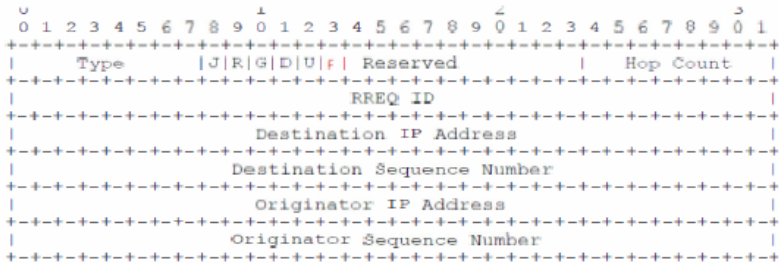 0 1 2 3
0 1 2 3 4 5 6 7 8 9 0 1 2 3 4 5 6 7 8 9 0 1 2 3 4 5 6 7 8 9 0 1
+-+-+-+-+-+-+-+-+-+-+-+-+-+-+-+-+-+-+-+-+-+-+-+-+-+-+-+-+-+-+-+-+
| Type |J|R|G|D|U|F| Reserved | Hop Count |
+-+-+-+-+-+-+-+-+-+-+-+-+-+-+-+-+-+-+-+-+-+-+-+-+-+-+-+-+-+-+-+-+
| RREQ ID |
+-+-+-+-+-+-+-+-+-+-+-+-+-+-+-+-+-+-+-+-+-+-+-+-+-+-+-+-+-+-+-+-+
| Destination IP Address |
+-+-+-+-+-+-+-+-+-+-+-+-+-+-+-+-+-+-+-+-+-+-+-+-+-+-+-+-+-+-+-+-+
| Destination Sequence Number |
+-+-+-+-+-+-+-+-+-+-+-+-+-+-+-+-+-+-+-+-+-+-+-+-+-+-+-+-+-+-+-+-+
| Originator IP Address |
+-+-+-+-+-+-+-+-+-+-+-+-+-+-+-+-+-+-+-+-+-+-+-+-+-+-+-+-+-+-+-+-+
| Originator Sequence Number |
+-+-+-+-+-+-+-+-+-+-+-+-+-+-+-+-+-+-+-+-+-+-+-+-+-+-+-+-+-+-+-+-+